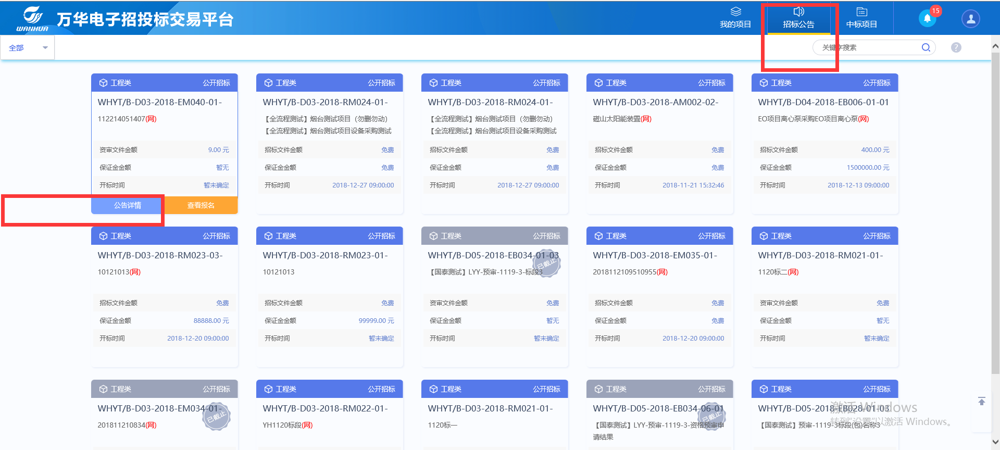 WANHUA
万华电子招投标交易平台
我的项目
招标公告
中标项目
15
全部
关键字搜索
?
工程类 公开招标
WHYT/B-D03-2018-EM040-01-
112214051407(网)
资审文件金额 9.00 元
保证金金额 暂无
开标时间 暂未确定
公告详情 查看报名
工程类 公开招标
WHYT/B-D03-2018-RM024-01-
【全流程测试】烟台测试项目（勿删勿动）
【全流程测试】烟台测试项目设备采购测试
招标文件金额 免费
保证金金额 免费
开标时间 2018-12-27 09:00:00
工程类 公开招标
WHYT/B-D03-2018-RM024-01-
【全流程测试】烟台测试项目（勿删勿动）
【全流程测试】烟台测试项目设备采购测试
招标文件金额 免费
保证金金额 免费
开标时间 2018-12-27 09:00:00
工程类 公开招标
WHYT/B-D03-2018-AM002-02-
磁山太阳能装置(网)
招标文件金额 免费
保证金金额 免费
开标时间 2018-11-21 15:32:46
工程类 公开招标
WHYT/B-D04-2018-EB006-01-01
EO项目离心泵采购EO项目离心泵(网)
招标文件金额 400.00 元
保证金金额 1500000.00 元
开标时间 2018-12-13 09:00:00
工程类 公开招标
WHYT/B-D03-2018-RM023-03-
10121013(网)
招标文件金额 免费
保证金金额 88888.00 元
开标时间 2018-12-20 09:00:00
工程类 公开招标
WHYT/B-D03-2018-RM023-01-
10121013
招标文件金额 免费
保证金金额 99999.00 元
开标时间 暂未确定
工程类 公开招标
WHYT/B-D05-2018-EB034-01-03
已截止
【国泰测试】LYY-预审-1119-3-标段3
资审文件金额 免费
保证金金额 暂无
开标时间 暂未确定
工程类 公开招标
WHYT/B-D03-2018-EM035-01-
2018112109510955(网)
招标文件金额 免费
保证金金额 免费
开标时间 2018-12-20 09:00:00
工程类 公开招标
WHYT/B-D03-2018-RM021-01-
1120标二(网)
资审文件金额 免费
保证金金额 暂无
开标时间 暂未确定
工程类 公开招标
WHYT/B-D03-2018-EM034-01-
已截止
201811210834(网)
工程类 公开招标
WHYT/B-D03-2018-RM022-01-
YH1120标段(网)
工程类 公开招标
WHYT/B-D03-2018-RM021-01-
1120标一
工程类 公开招标
WHYT/B-D05-2018-EB034-06-01
已截止
【国泰测试】LYY-预审-1119-3-资格预审申
请结果
工程类 公开招标
WHYT/B-D05-2018-EB028-01-03
【国泰测试】预审-1119-3标段(包)名称3
激活 Windows
转到"设置"以激活 Windows。